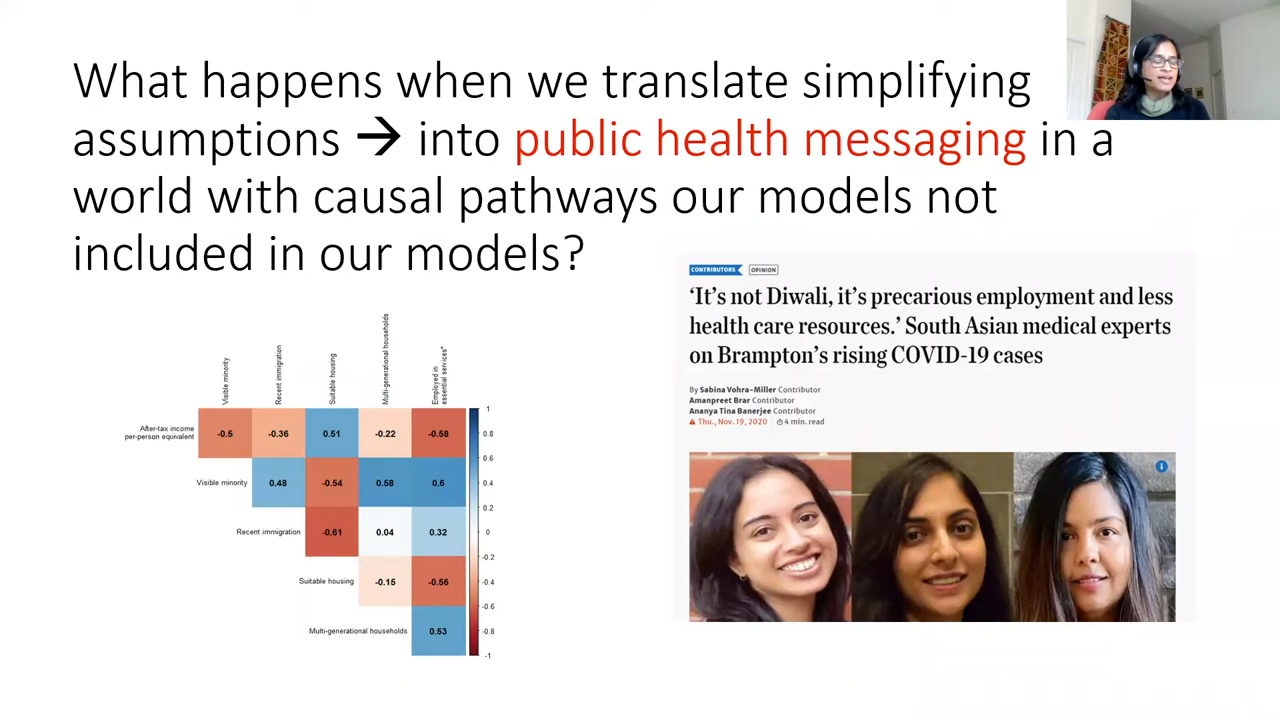 What happens when we translate simplifying
assumptions → into public health messaging in a
world with causal pathways our models not
included in our models?
CONTRIBUTORS OPINION
‘It’s not Diwali, it’s precarious employment and less
health care resources.’ South Asian medical experts
on Brampton’s rising COVID-19 cases
By Sabina Vohra-Miller Contributor
Amanpreet Brar Contributor
Ananya Tina Banerjee Contributor
Thu., Nov. 19, 2020 4 min. read
i
Visible minority
Recent immigration
Suitable housing
Multi-generational households
Employed in
essential services*
After-tax income
per-person equivalent
-0.5 -0.36 0.51 -0.22 -0.58
Visible minority 0.48 -0.54 0.58 0.6
Recent immigration -0.61 0.04 0.32
Suitable housing -0.15 -0.56
Multi-generational households 0.53
1
0.8
0.6
0.4
0.2
0
-0.2
-0.4
-0.6
-0.8
-1